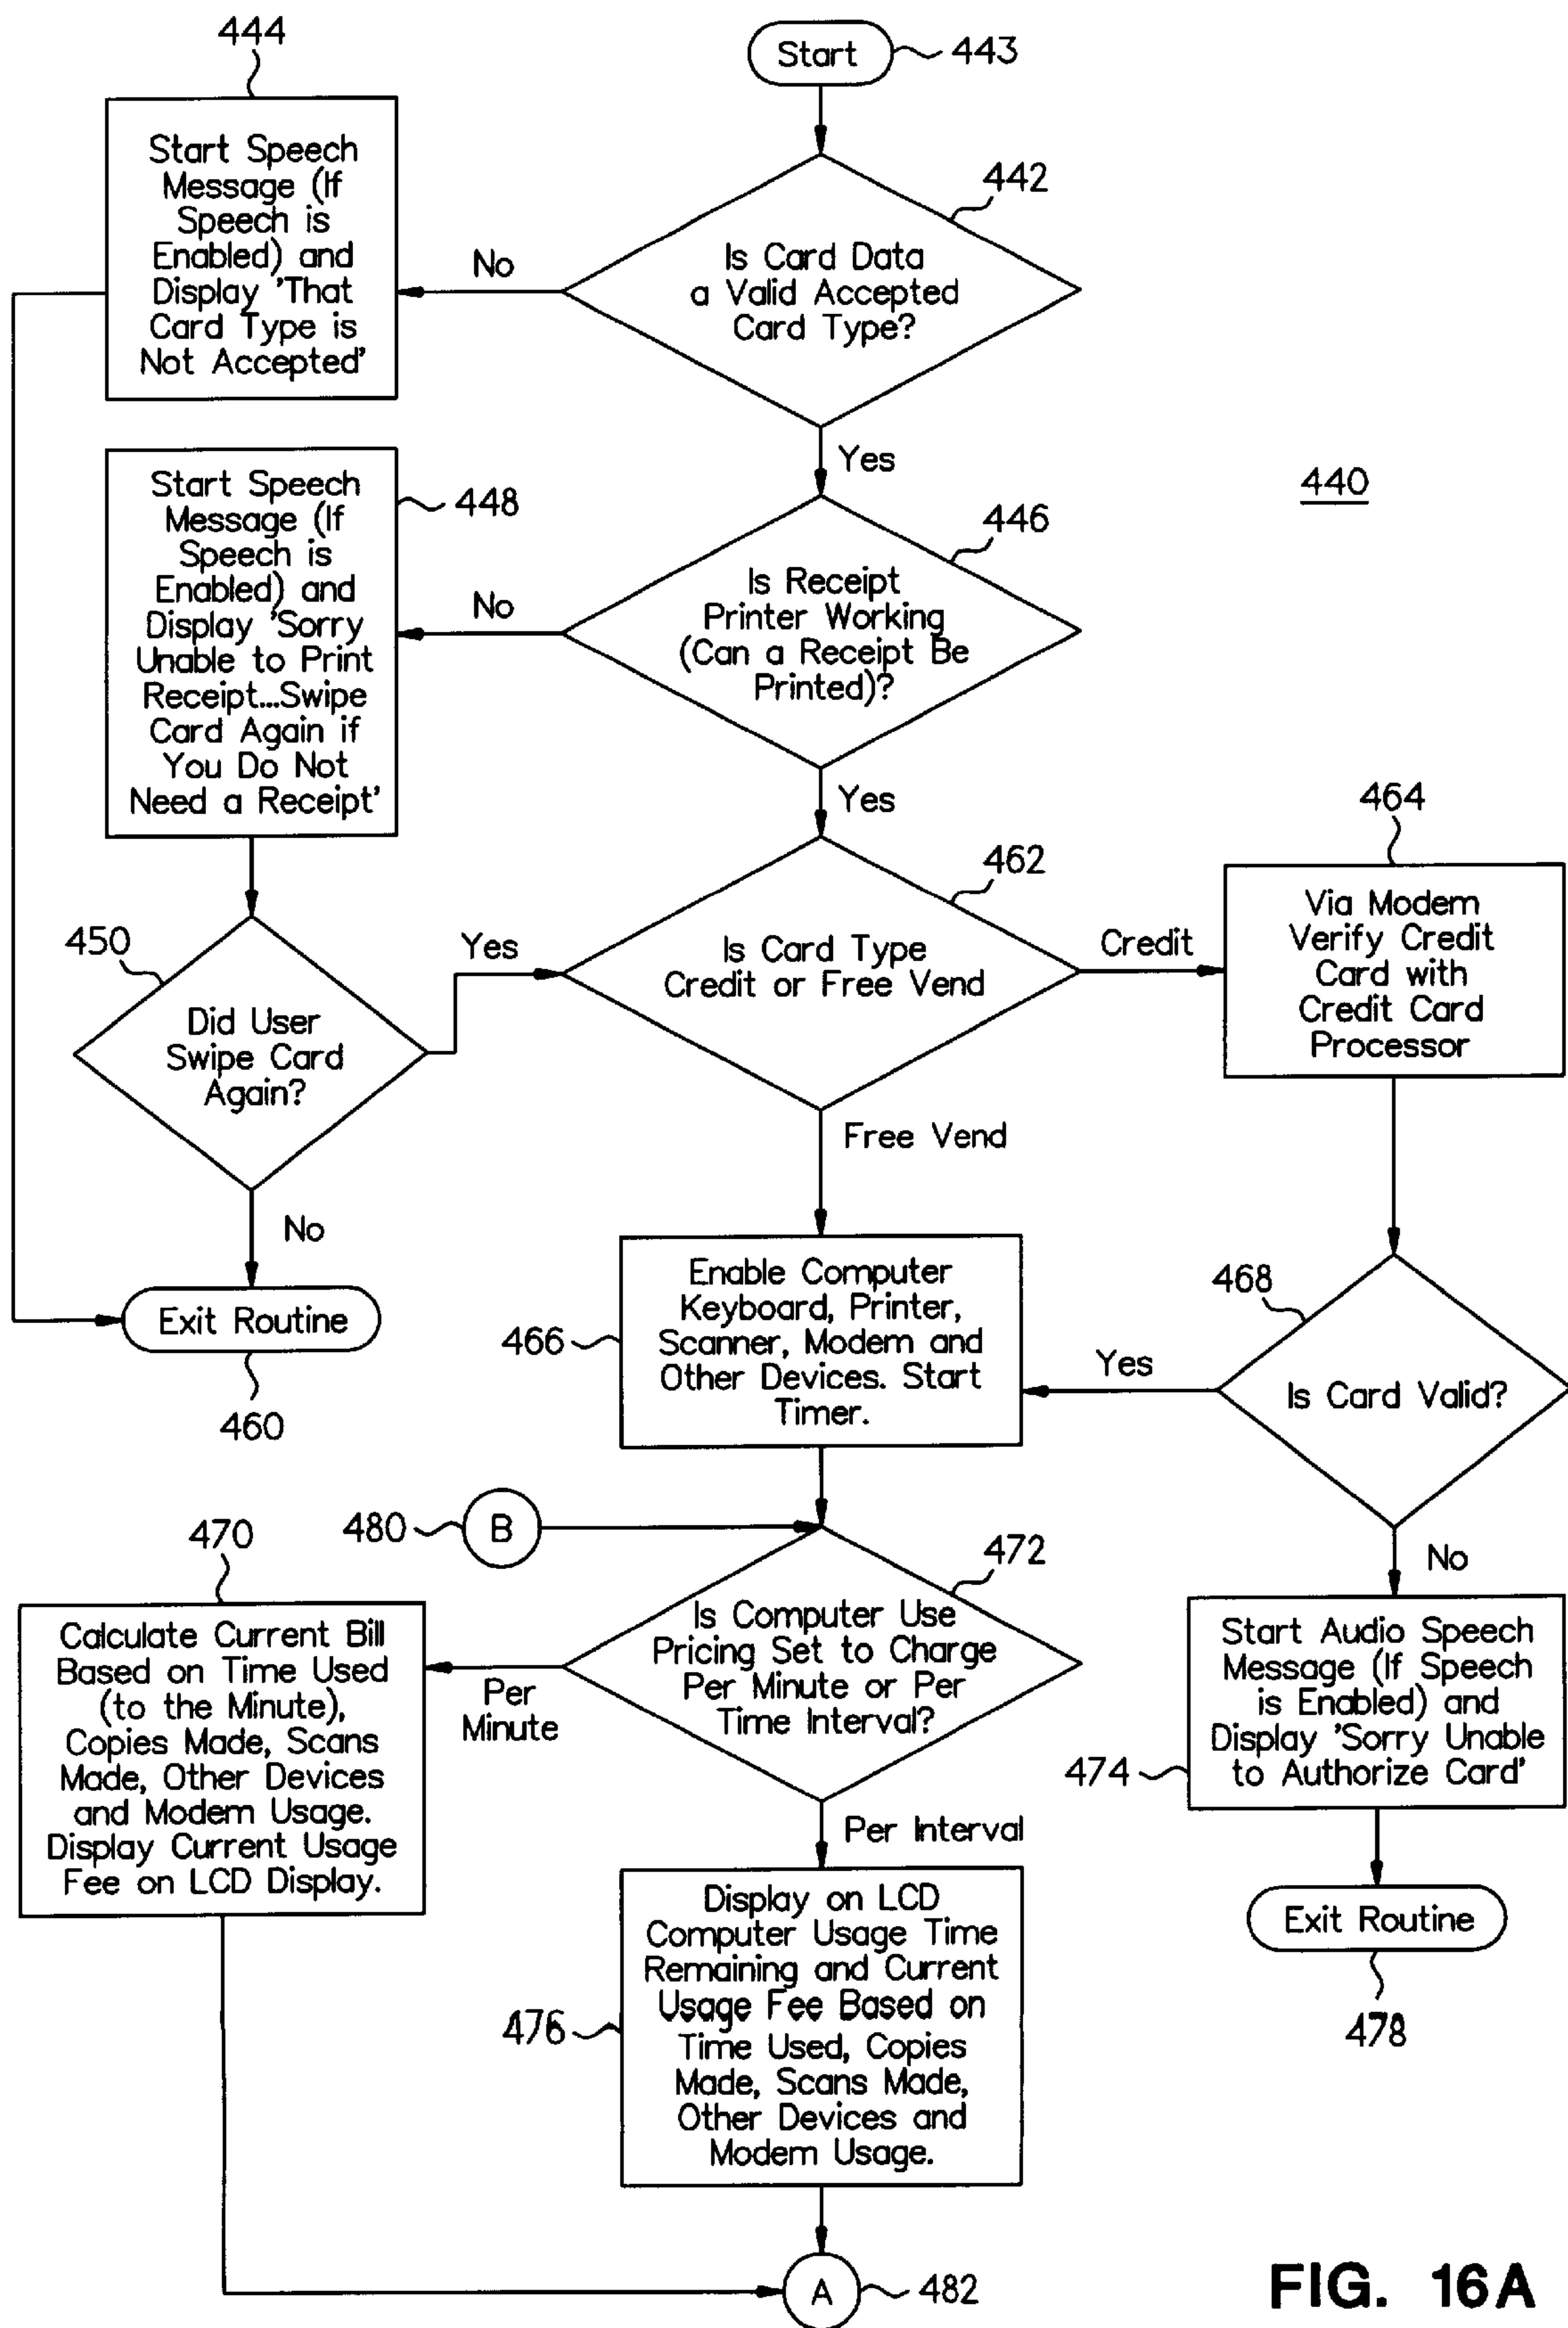 444
Start
443
Start Speech
Message (If
Speech is
Enabled) and
Display 'That
Card Type is
Not Accepted'
442
Is Card Data
a Valid Accepted
Card Type?
No
Yes
440
Start Speech
Message (If
Speech is
Enabled) and
Display 'Sorry
Unable to Print
Receipt...Swipe
Card Again if
You Do Not
Need a Receipt'
448
446
Is Receipt
Printer Working
(Can a Receipt Be
Printed)?
No
Yes
464
462
Via Modem
Verify Credit
Card with
Credit Card
Processor
450
Did User
Swipe Card
Again?
Yes
Is Card Type
Credit or Free Vend
Credit
Free Vend
No
Exit Routine
460
466
Enable Computer
Keyboard, Printer,
Scanner, Modem and
Other Devices. Start
Timer.
468
Yes
Is Card Valid?
No
480
B
470
472
Calculate Current Bill
Based on Time Used
(to the Minute),
Copies Made, Scans
Made, Other Devices
and Modem Usage.
Display Current Usage
Fee on LCD Display.
Per
Minute
Is Computer Use
Pricing Set to Charge
Per Minute or Per
Time Interval?
Start Audio Speech
Message (If Speech
is Enabled) and
Display 'Sorry Unable
to Authorize Card'
474
Per Interval
Exit Routine
478
476
Display on LCD
Computer Usage Time
Remaining and Current
Usage Fee Based on
Time Used, Copies
Made, Scans Made,
Other Devices and
Modem Usage.
A
482
FIG. 16A